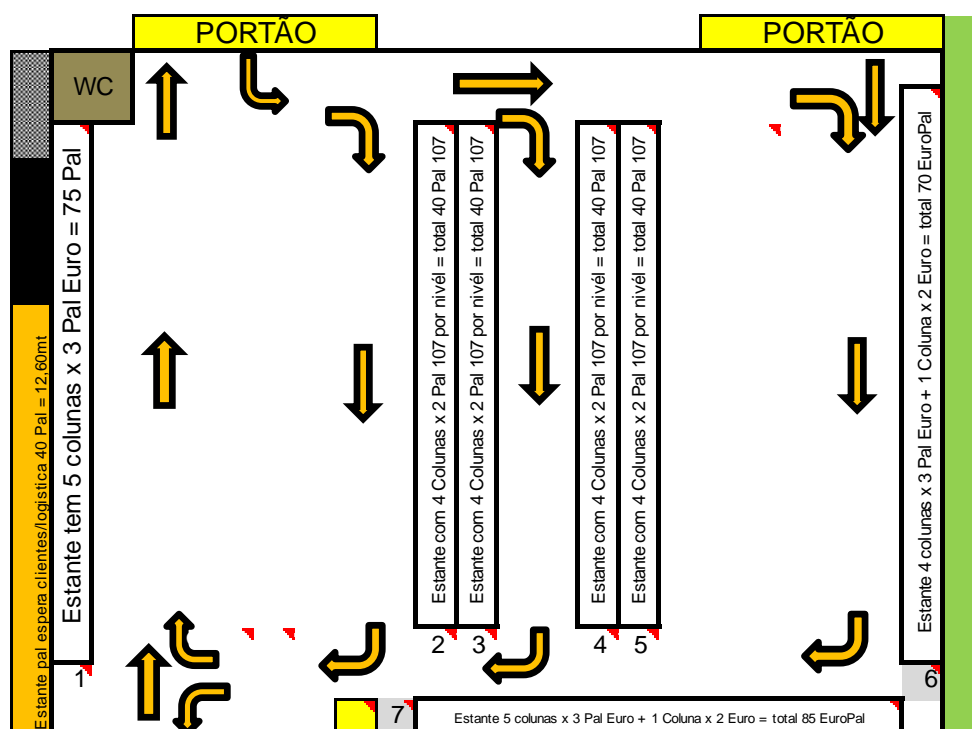 PORTÃO
PORTÃO
WC
Estante pal espera clientes/logistica 40 Pal = 12,60mt
Estante tem 5 colunas x 3 Pal Euro = 75 Pal
Estante com 4 Colunas x 2 Pal 107 por nivél = total 40 Pal 107
Estante com 4 Colunas x 2 Pal 107 por nivél = total 40 Pal 107
Estante com 4 Colunas x 2 Pal 107 por nivél = total 40 Pal 107
Estante com 4 Colunas x 2 Pal 107 por nivél = total 40 Pal 107
Estante 4 colunas x 3 Pal Euro + 1 Coluna x 2 Euro = total 70 EuroPal
1
2
3
4
5
6
7
Estante 5 colunas x 3 Pal Euro + 1 Coluna x 2 Euro = total 85 EuroPal